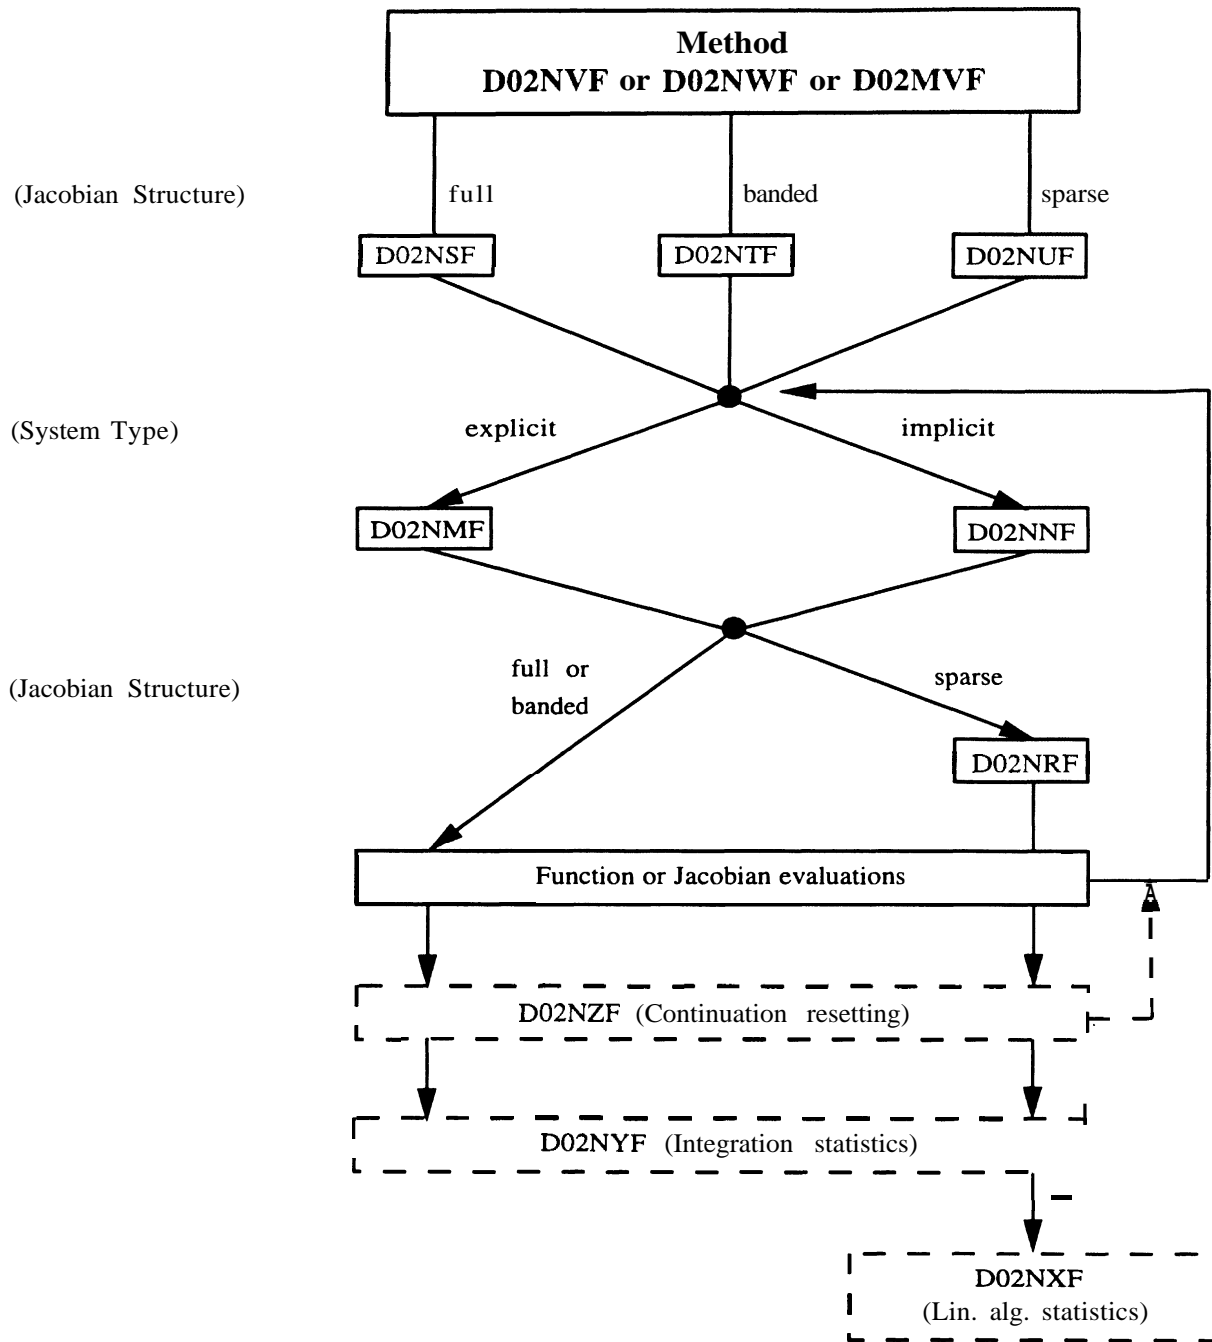 Method
D02NVF or D02NWF or D02MVF
(Jacobian Structure)
full
banded
sparse
D02NSF
D02NTF
D02NUF
(System Type)
explicit
implicit
D02NMF
D02NNF
(Jacobian Structure)
full or
banded
sparse
D02NRF
Function or Jacobian evaluations
D02NZF (Continuation resetting)
D02NYF (Integration statistics)
D02NXF
(Lin. alg. statistics)